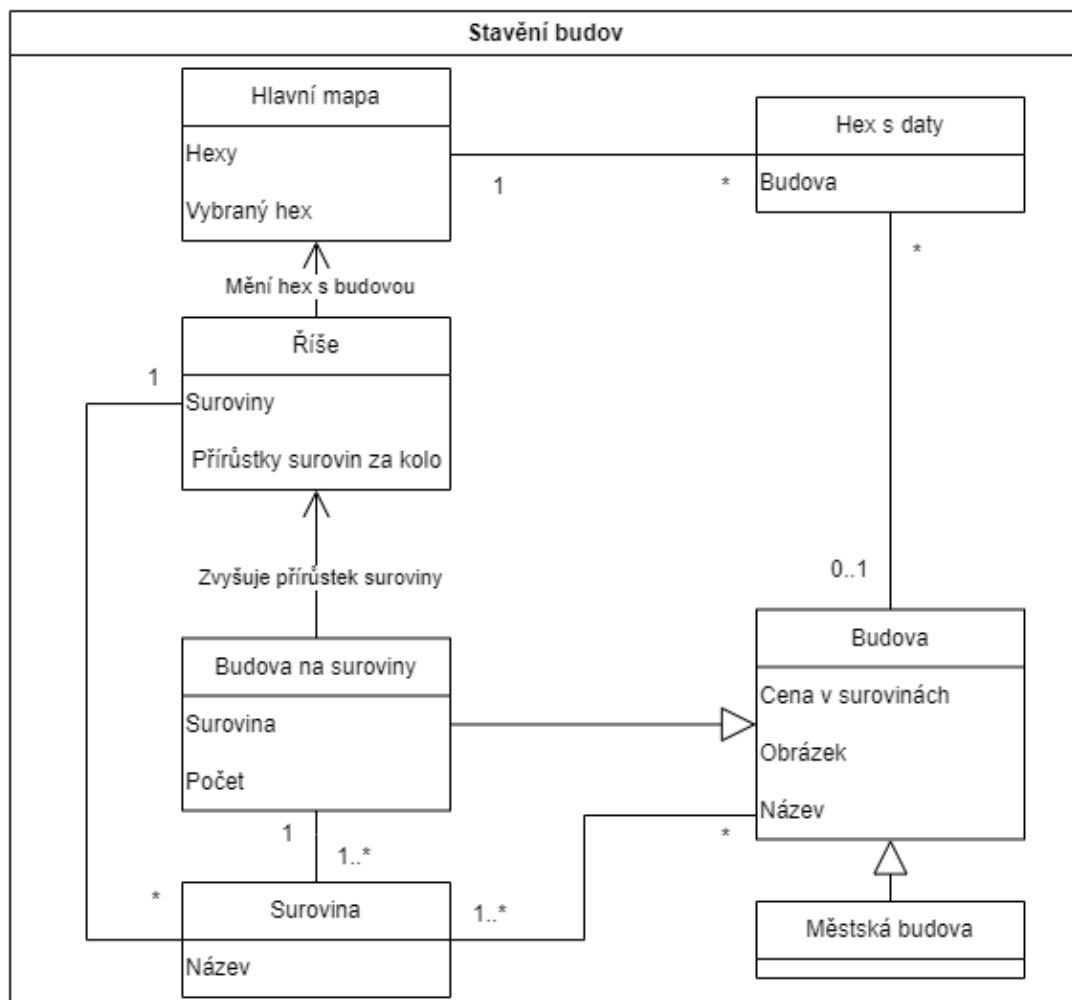 Stavění budov
Hlavní mapa
Hexy
Vybraný hex
1
*
Hex s daty
Budova
*
Mění hex s budovou
Říše
1
Suroviny
Přírůstky surovin za kolo
Zvyšuje přírůstek suroviny
0..1
Budova na suroviny
Surovina
Počet
Budova
Cena v surovinách
Obrázek
Název
1
1..*
*
*
Surovina
1..*
Název
Městská budova